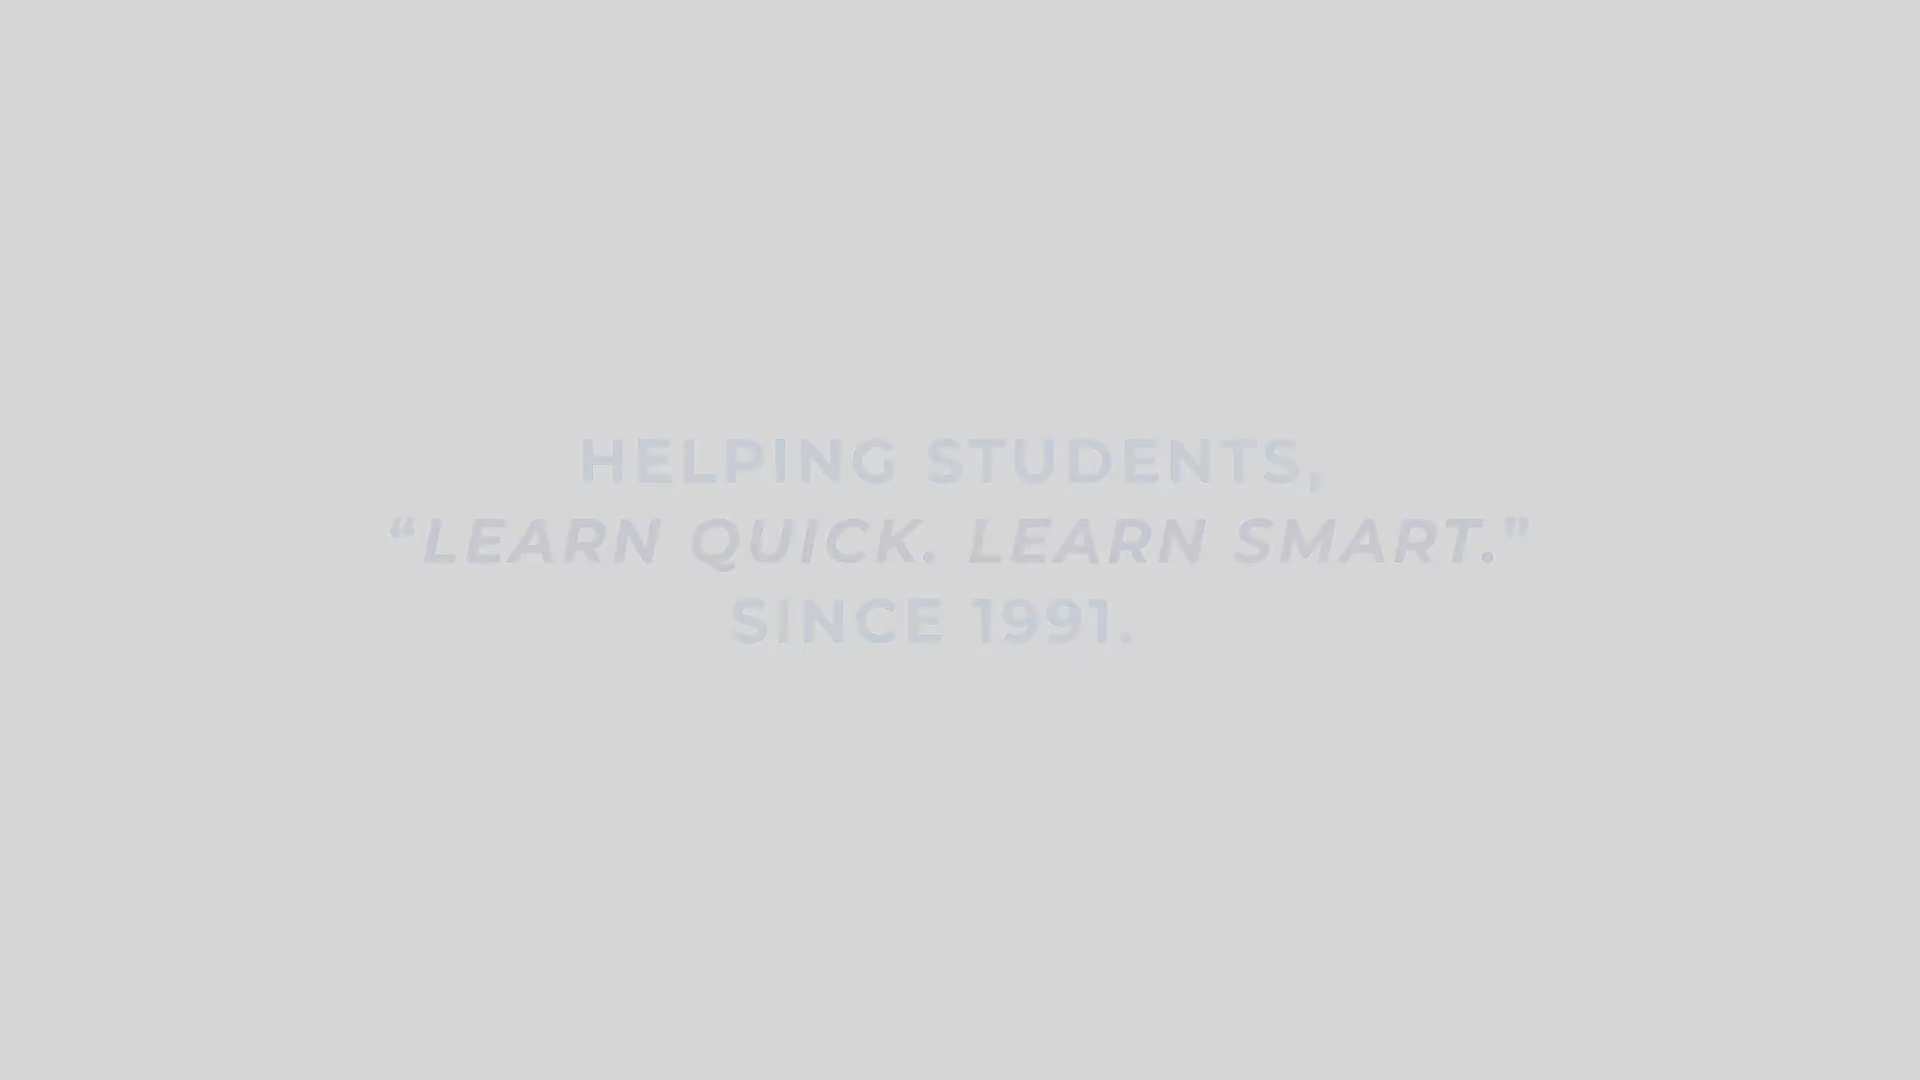 HELPING STUDENTS,
“LEARN QUICK. LEARN SMART.”
SINCE 1991.